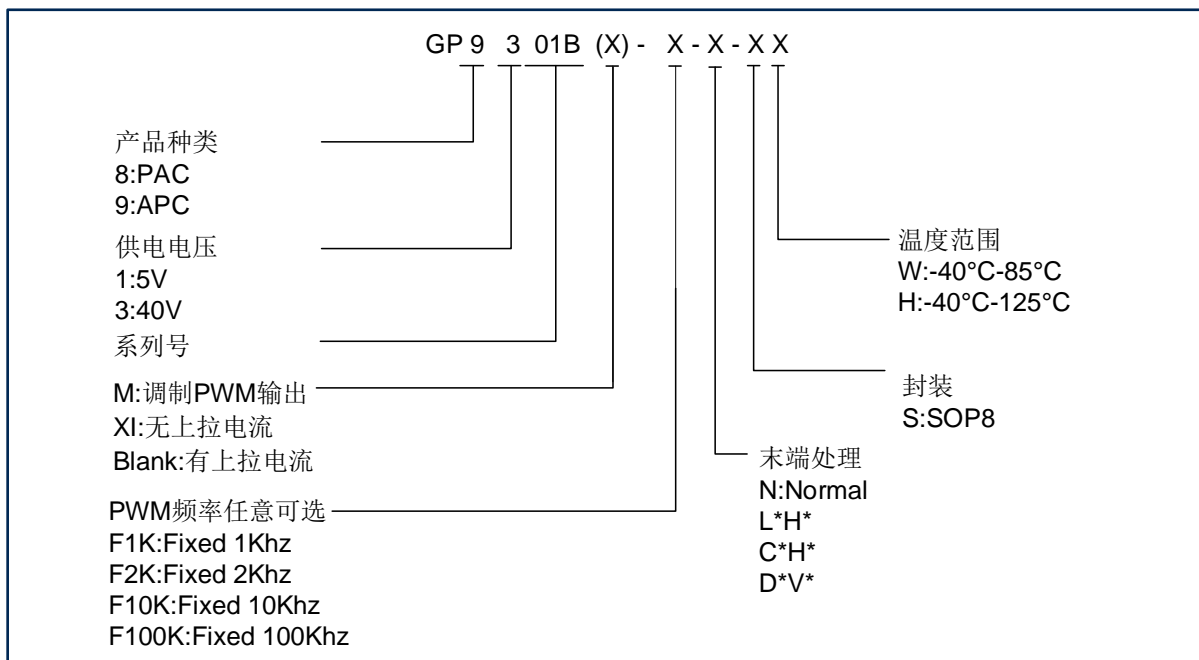 GP 9 3 01B (X) - X - X - X X
产品种类
8:PAC
9:APC
供电电压
1:5V
3:40V
系列号
M:调制PWM输出
XI:无上拉电流
Blank:有上拉电流
PWM频率任意可选
F1K:Fixed 1Khz
F2K:Fixed 2Khz
F10K:Fixed 10Khz
F100K:Fixed 100Khz
温度范围
W:-40°C-85°C
H:-40°C-125°C
封装
S:SOP8
末端处理
N:Normal
L*H*
C*H*
D*V*